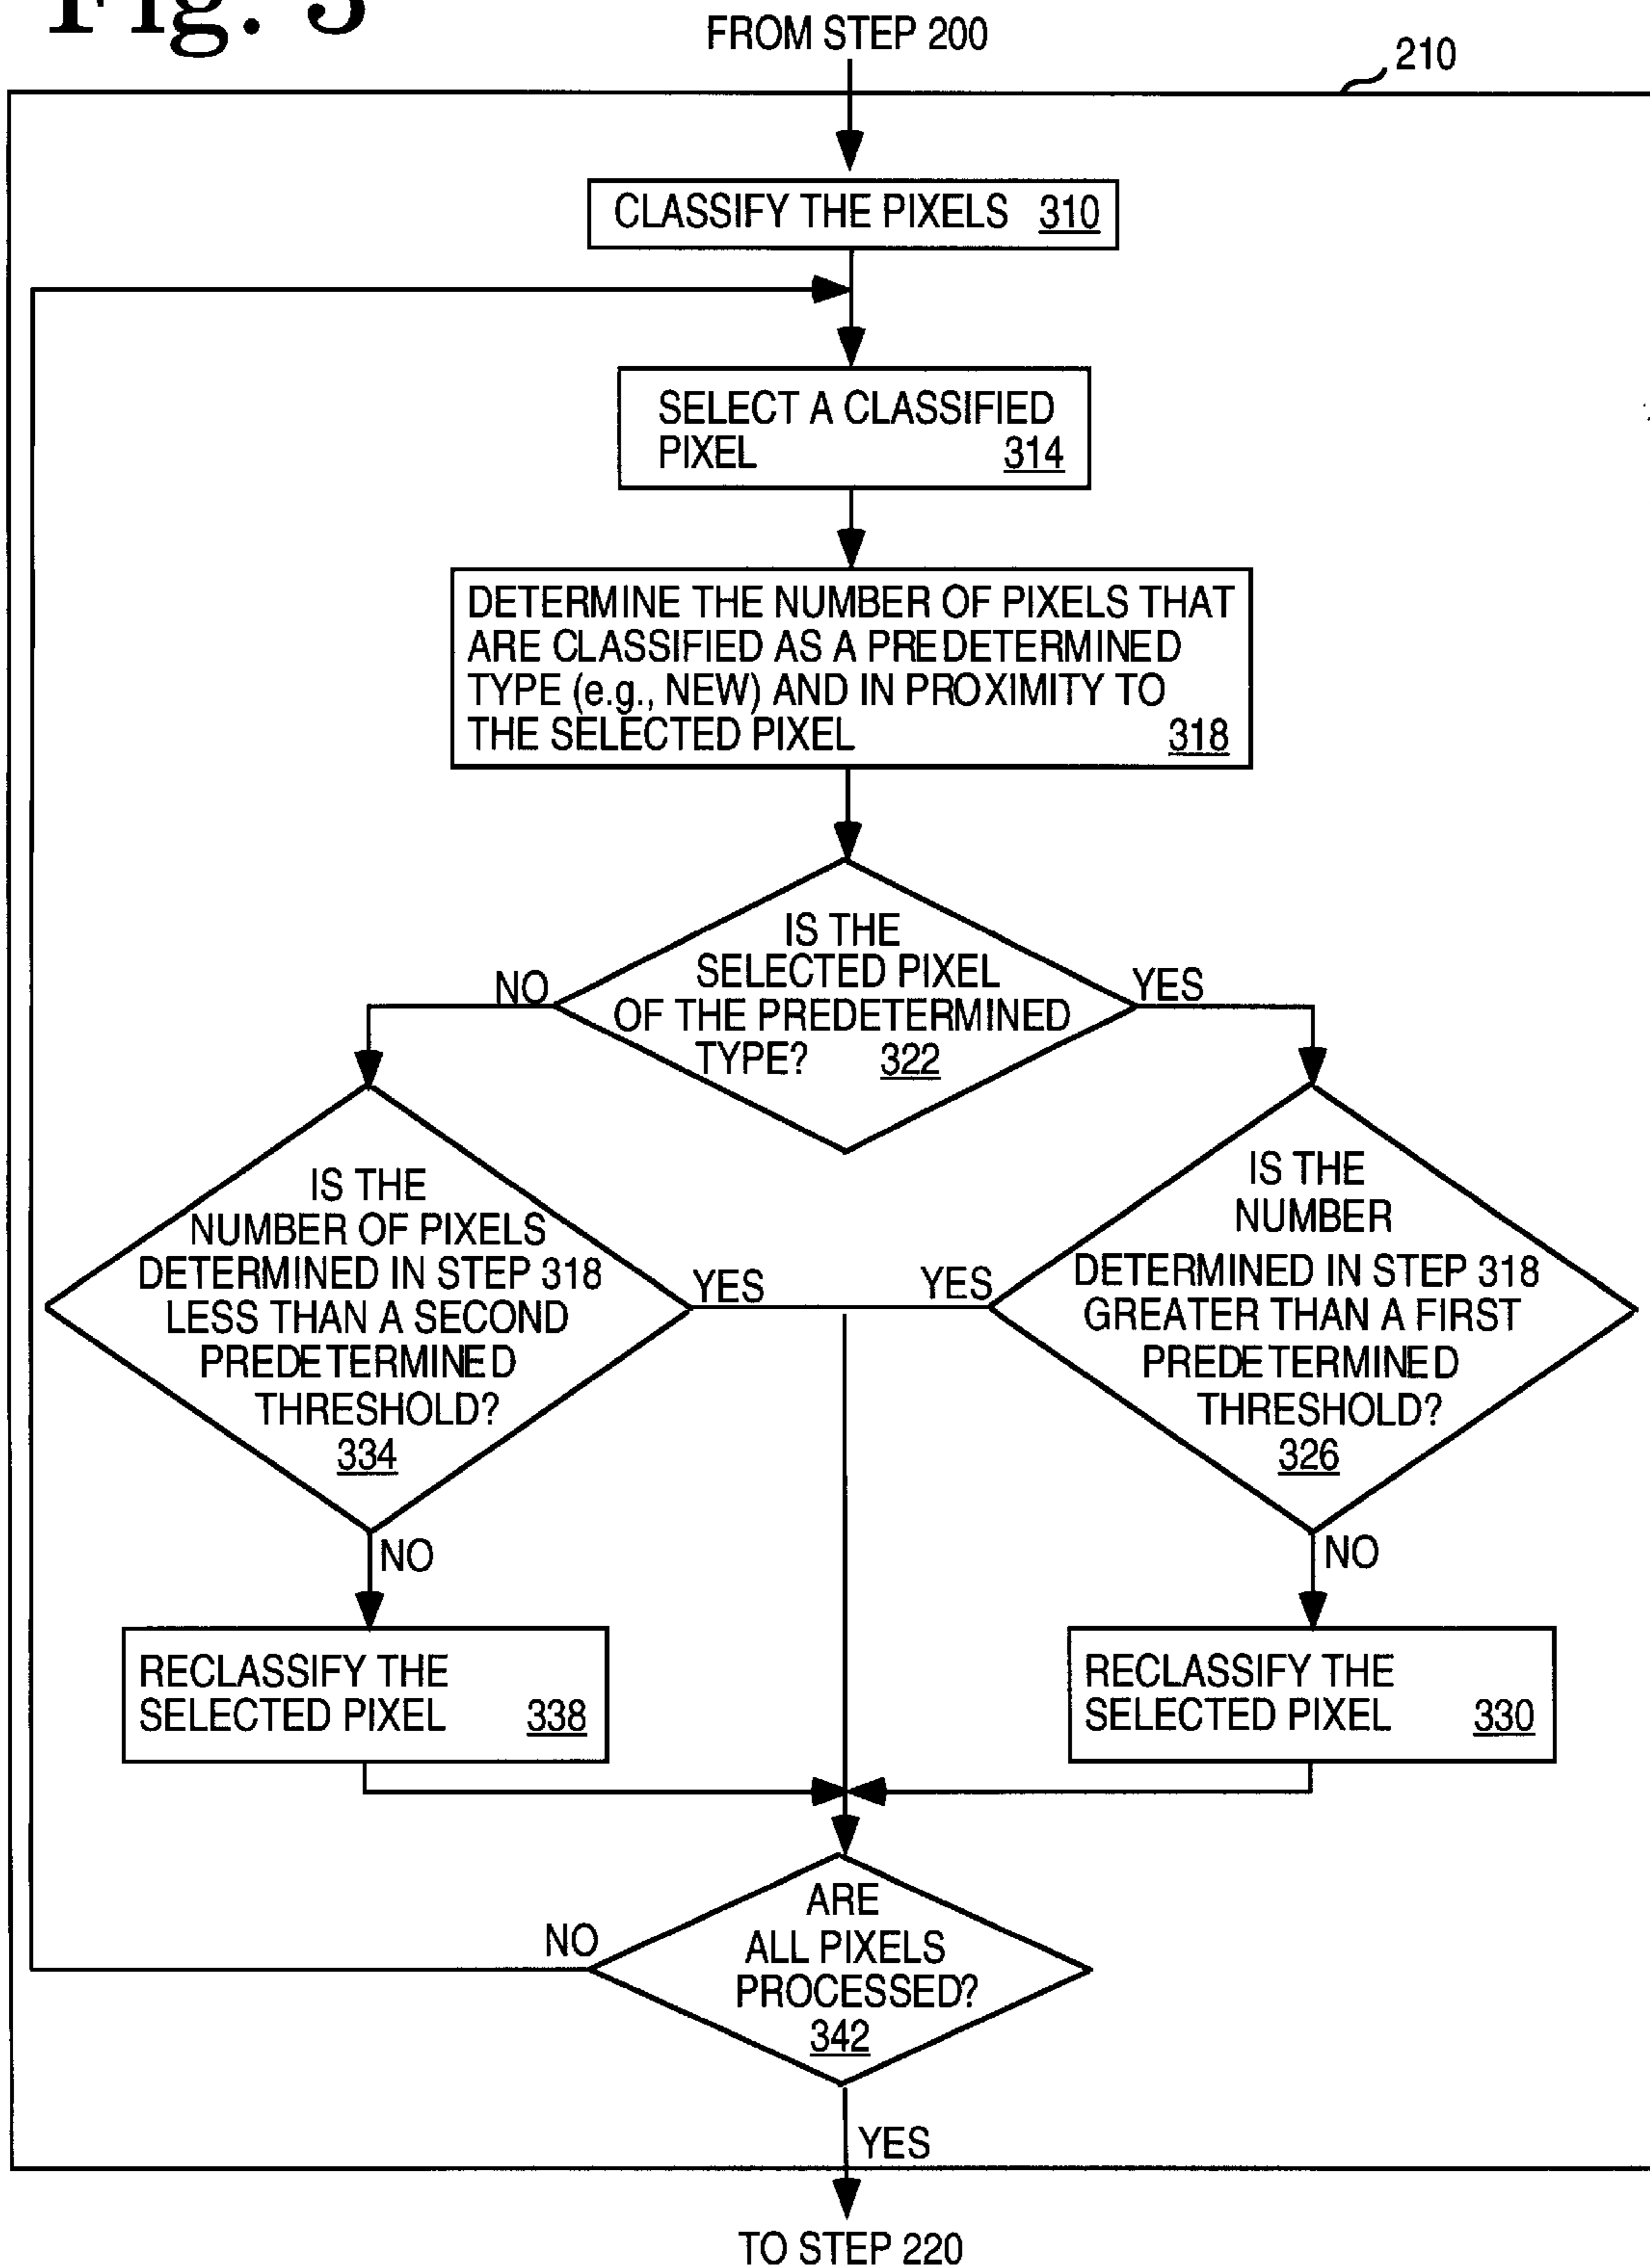 Fig. 3
FROM STEP 200
210
CLASSIFY THE PIXELS 310
SELECT A CLASSIFIED
PIXEL 314
DETERMINE THE NUMBER OF PIXELS THAT
ARE CLASSIFIED AS A PREDETERMINED
TYPE (e.g., NEW) AND IN PROXIMITY TO
THE SELECTED PIXEL 318
IS THE
SELECTED PIXEL
OF THE PREDETERMINED
TYPE? 322
NO
YES
IS THE
NUMBER OF PIXELS
DETERMINED IN STEP 318
LESS THAN A SECOND
PREDETERMINED
THRESHOLD?
334
YES
YES
IS THE
NUMBER
DETERMINED IN STEP 318
GREATER THAN A FIRST
PREDETERMINED
THRESHOLD?
326
NO
NO
RECLASSIFY THE
SELECTED PIXEL 338
RECLASSIFY THE
SELECTED PIXEL 330
ARE
ALL PIXELS
PROCESSED?
342
NO
YES
TO STEP 220